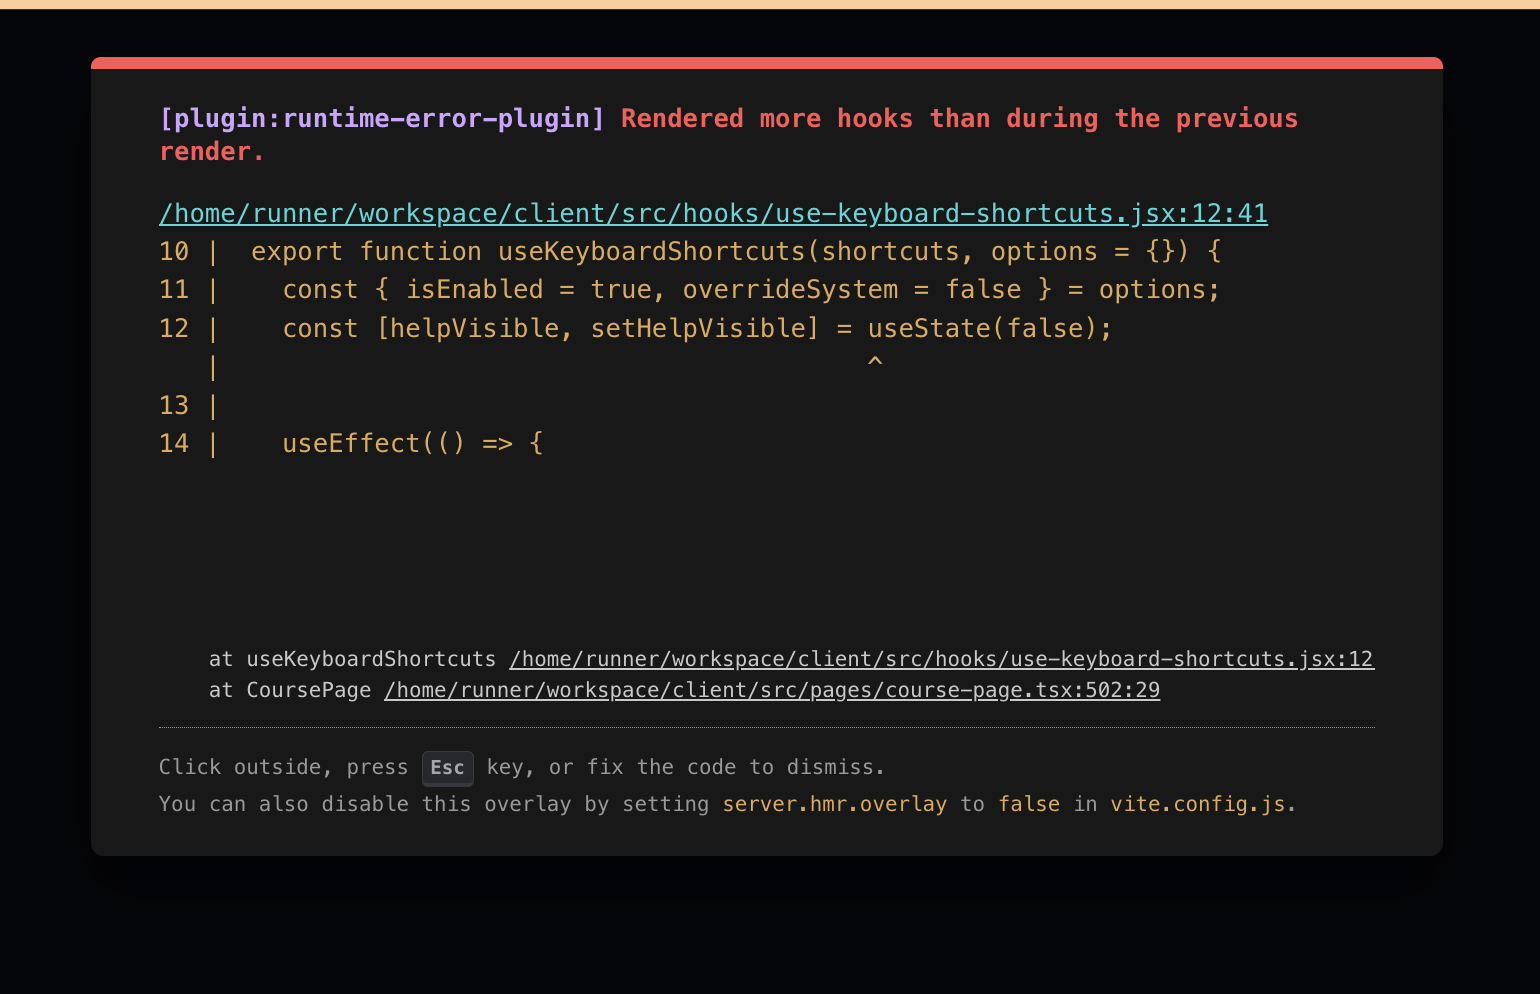 [plugin:runtime-error-plugin] Rendered more hooks than during the previous
render.
/home/runner/workspace/client/src/hooks/use-keyboard-shortcuts.jsx:12:41
10 |  export function useKeyboardShortcuts(shortcuts, options = {}) {
11 |    const { isEnabled = true, overrideSystem = false } = options;
12 |    const [helpVisible, setHelpVisible] = useState(false);
   |                                          ^
13 |
14 |    useEffect(() => {
at useKeyboardShortcuts /home/runner/workspace/client/src/hooks/use-keyboard-shortcuts.jsx:12
at CoursePage /home/runner/workspace/client/src/pages/course-page.tsx:502:29
Click outside, press Esc key, or fix the code to dismiss.
You can also disable this overlay by setting server.hmr.overlay to false in vite.config.js.